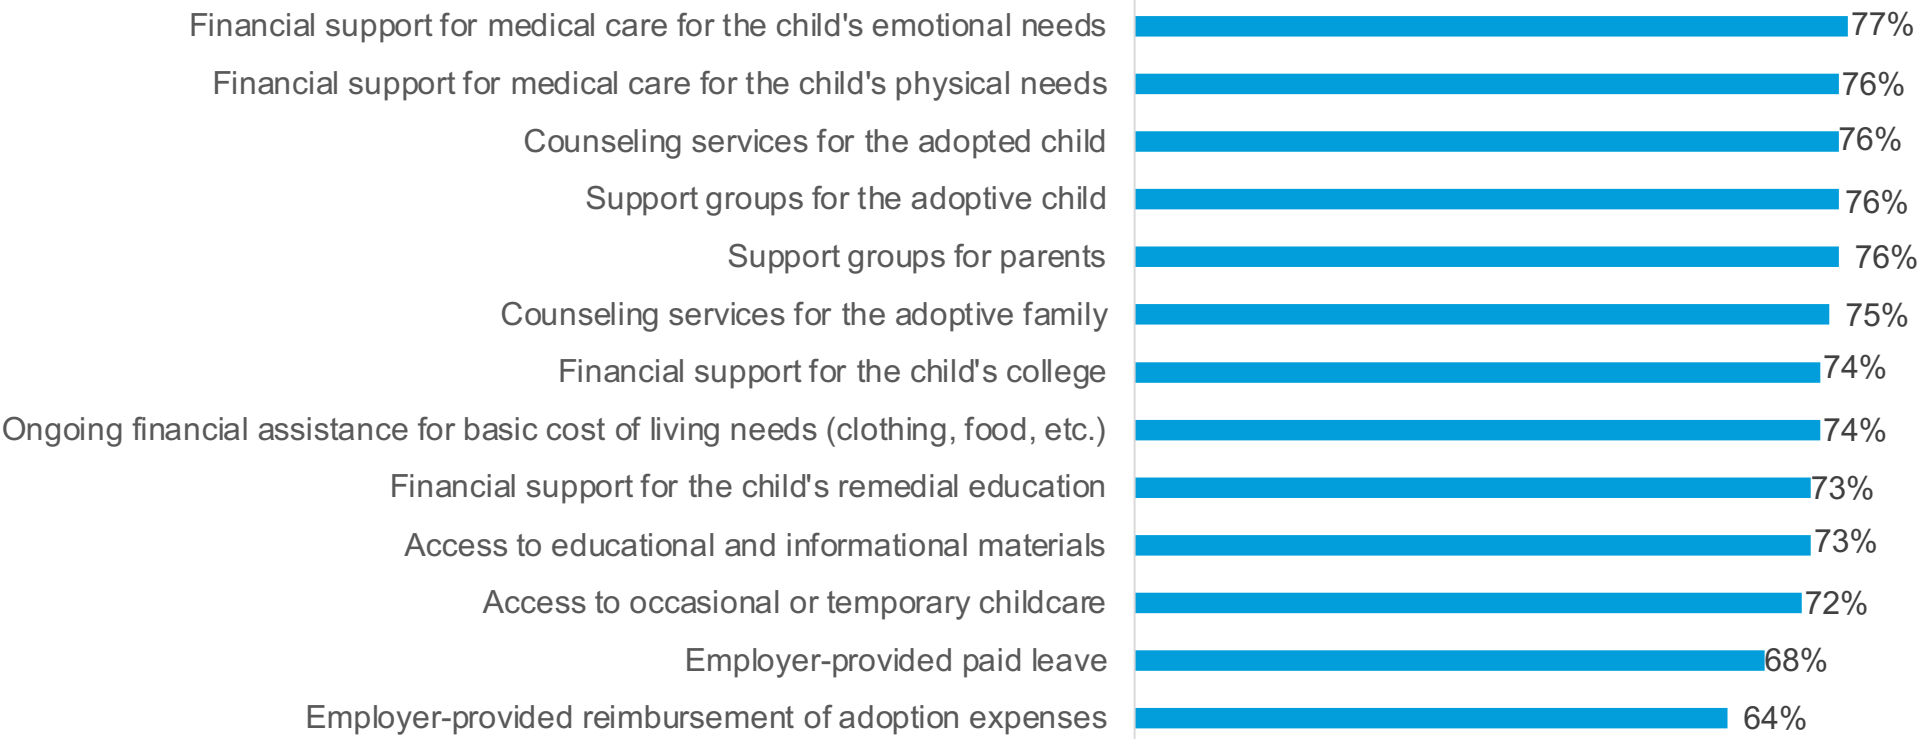 Financial support for medical care for the child's emotional needs 77%
Financial support for medical care for the child's physical needs 76%
Counseling services for the adopted child 76%
Support groups for the adoptive child 76%
Support groups for parents 76%
Counseling services for the adoptive family 75%
Financial support for the child's college 74%
Ongoing financial assistance for basic cost of living needs (clothing, food, etc.) 74%
Financial support for the child's remedial education 73%
Access to educational and informational materials 73%
Access to occasional or temporary childcare 72%
Employer-provided paid leave 68%
Employer-provided reimbursement of adoption expenses 64%